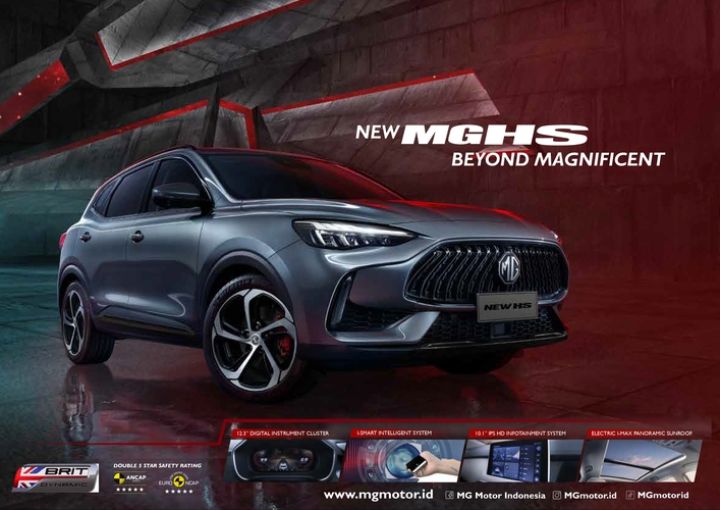 NEW MGHS
BEYOND MAGNIFICENT
MG
NEW HS
12.3" DIGITAL INSTRUMENT CLUSTER
I-SMART INTELLIGENT SYSTEM
10.1" IPS HD INFOTAINMENT SYSTEM
ELECTRIC I-MAX PANORAMIC SUNROOF
BRIT
DYNAMIC
DOUBLE 5 STAR SAFETY RATING
ANCAP
EURO NCAP
www.mgmotor.id
MG Motor Indonesia
MGmotor.id
MGmotorid